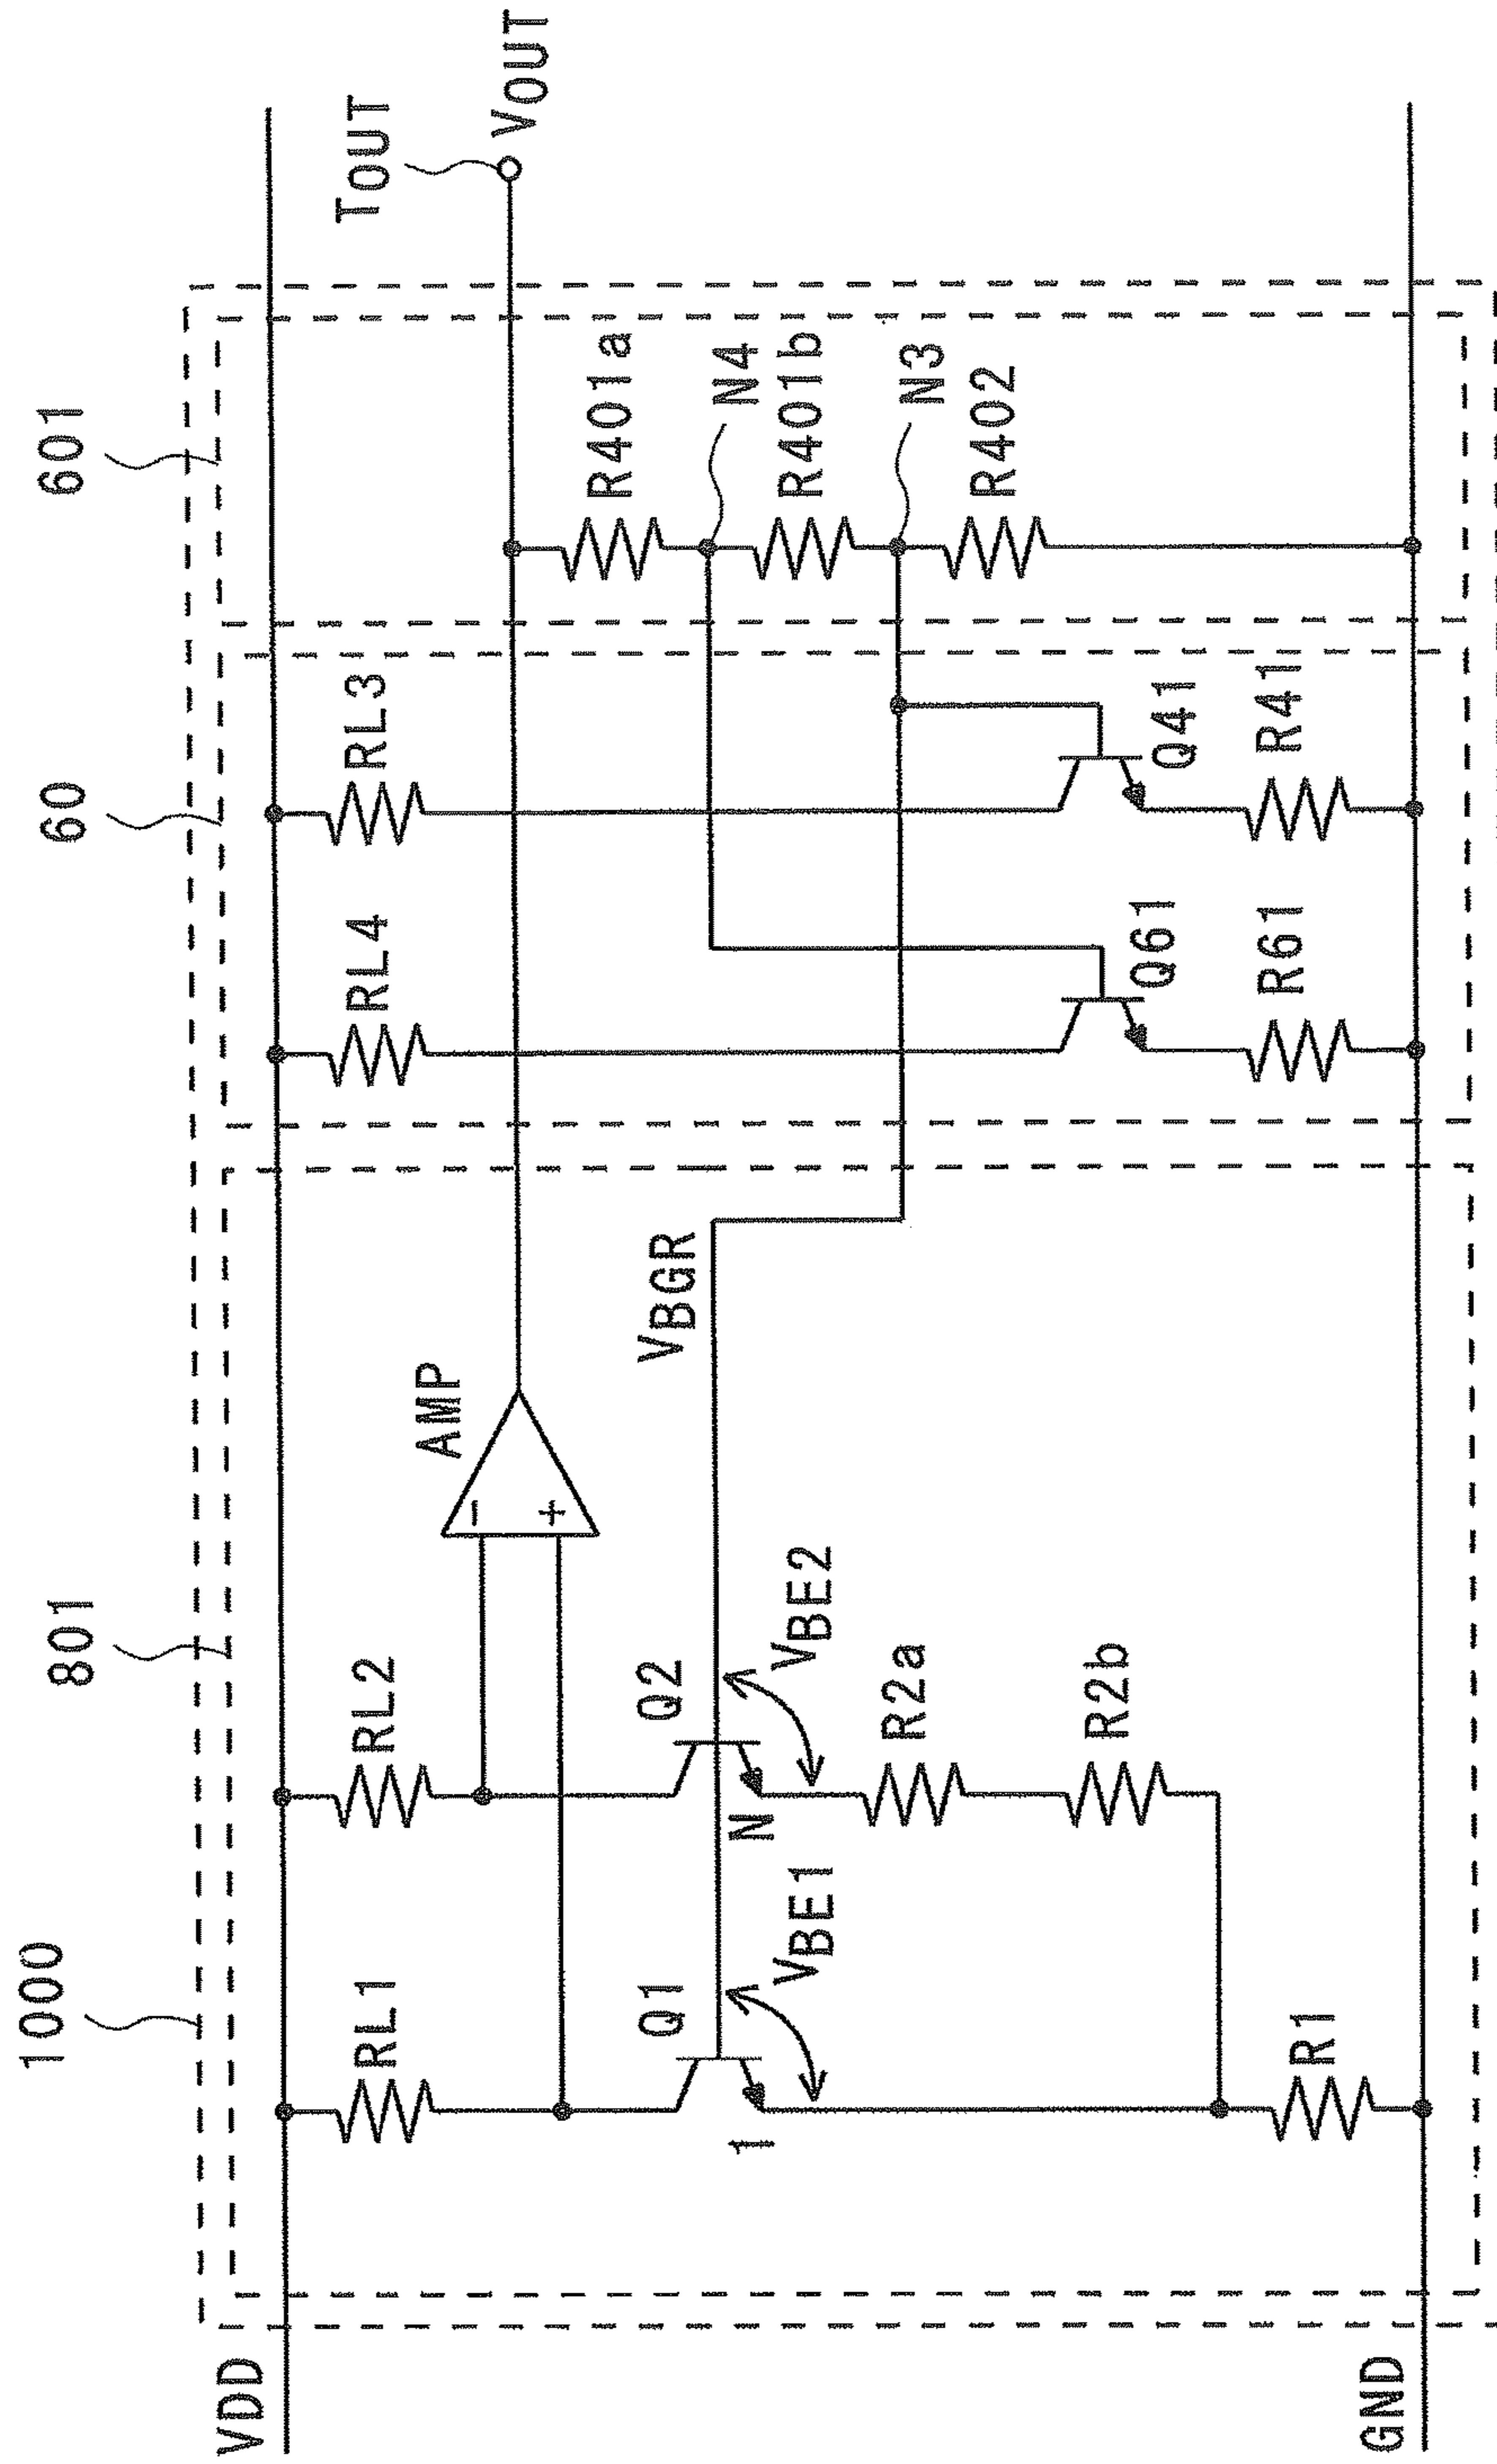 1000
801
60
601
VDD
RL1
RL2
RL4
RL3
TOUT
VOUT
AMP
−
+
R401a
N4
R401b
N3
R402
Q1
Q2
VBGR
1
N
VBE1
VBE2
R2a
R2b
Q61
Q41
R1
R61
R41
GND